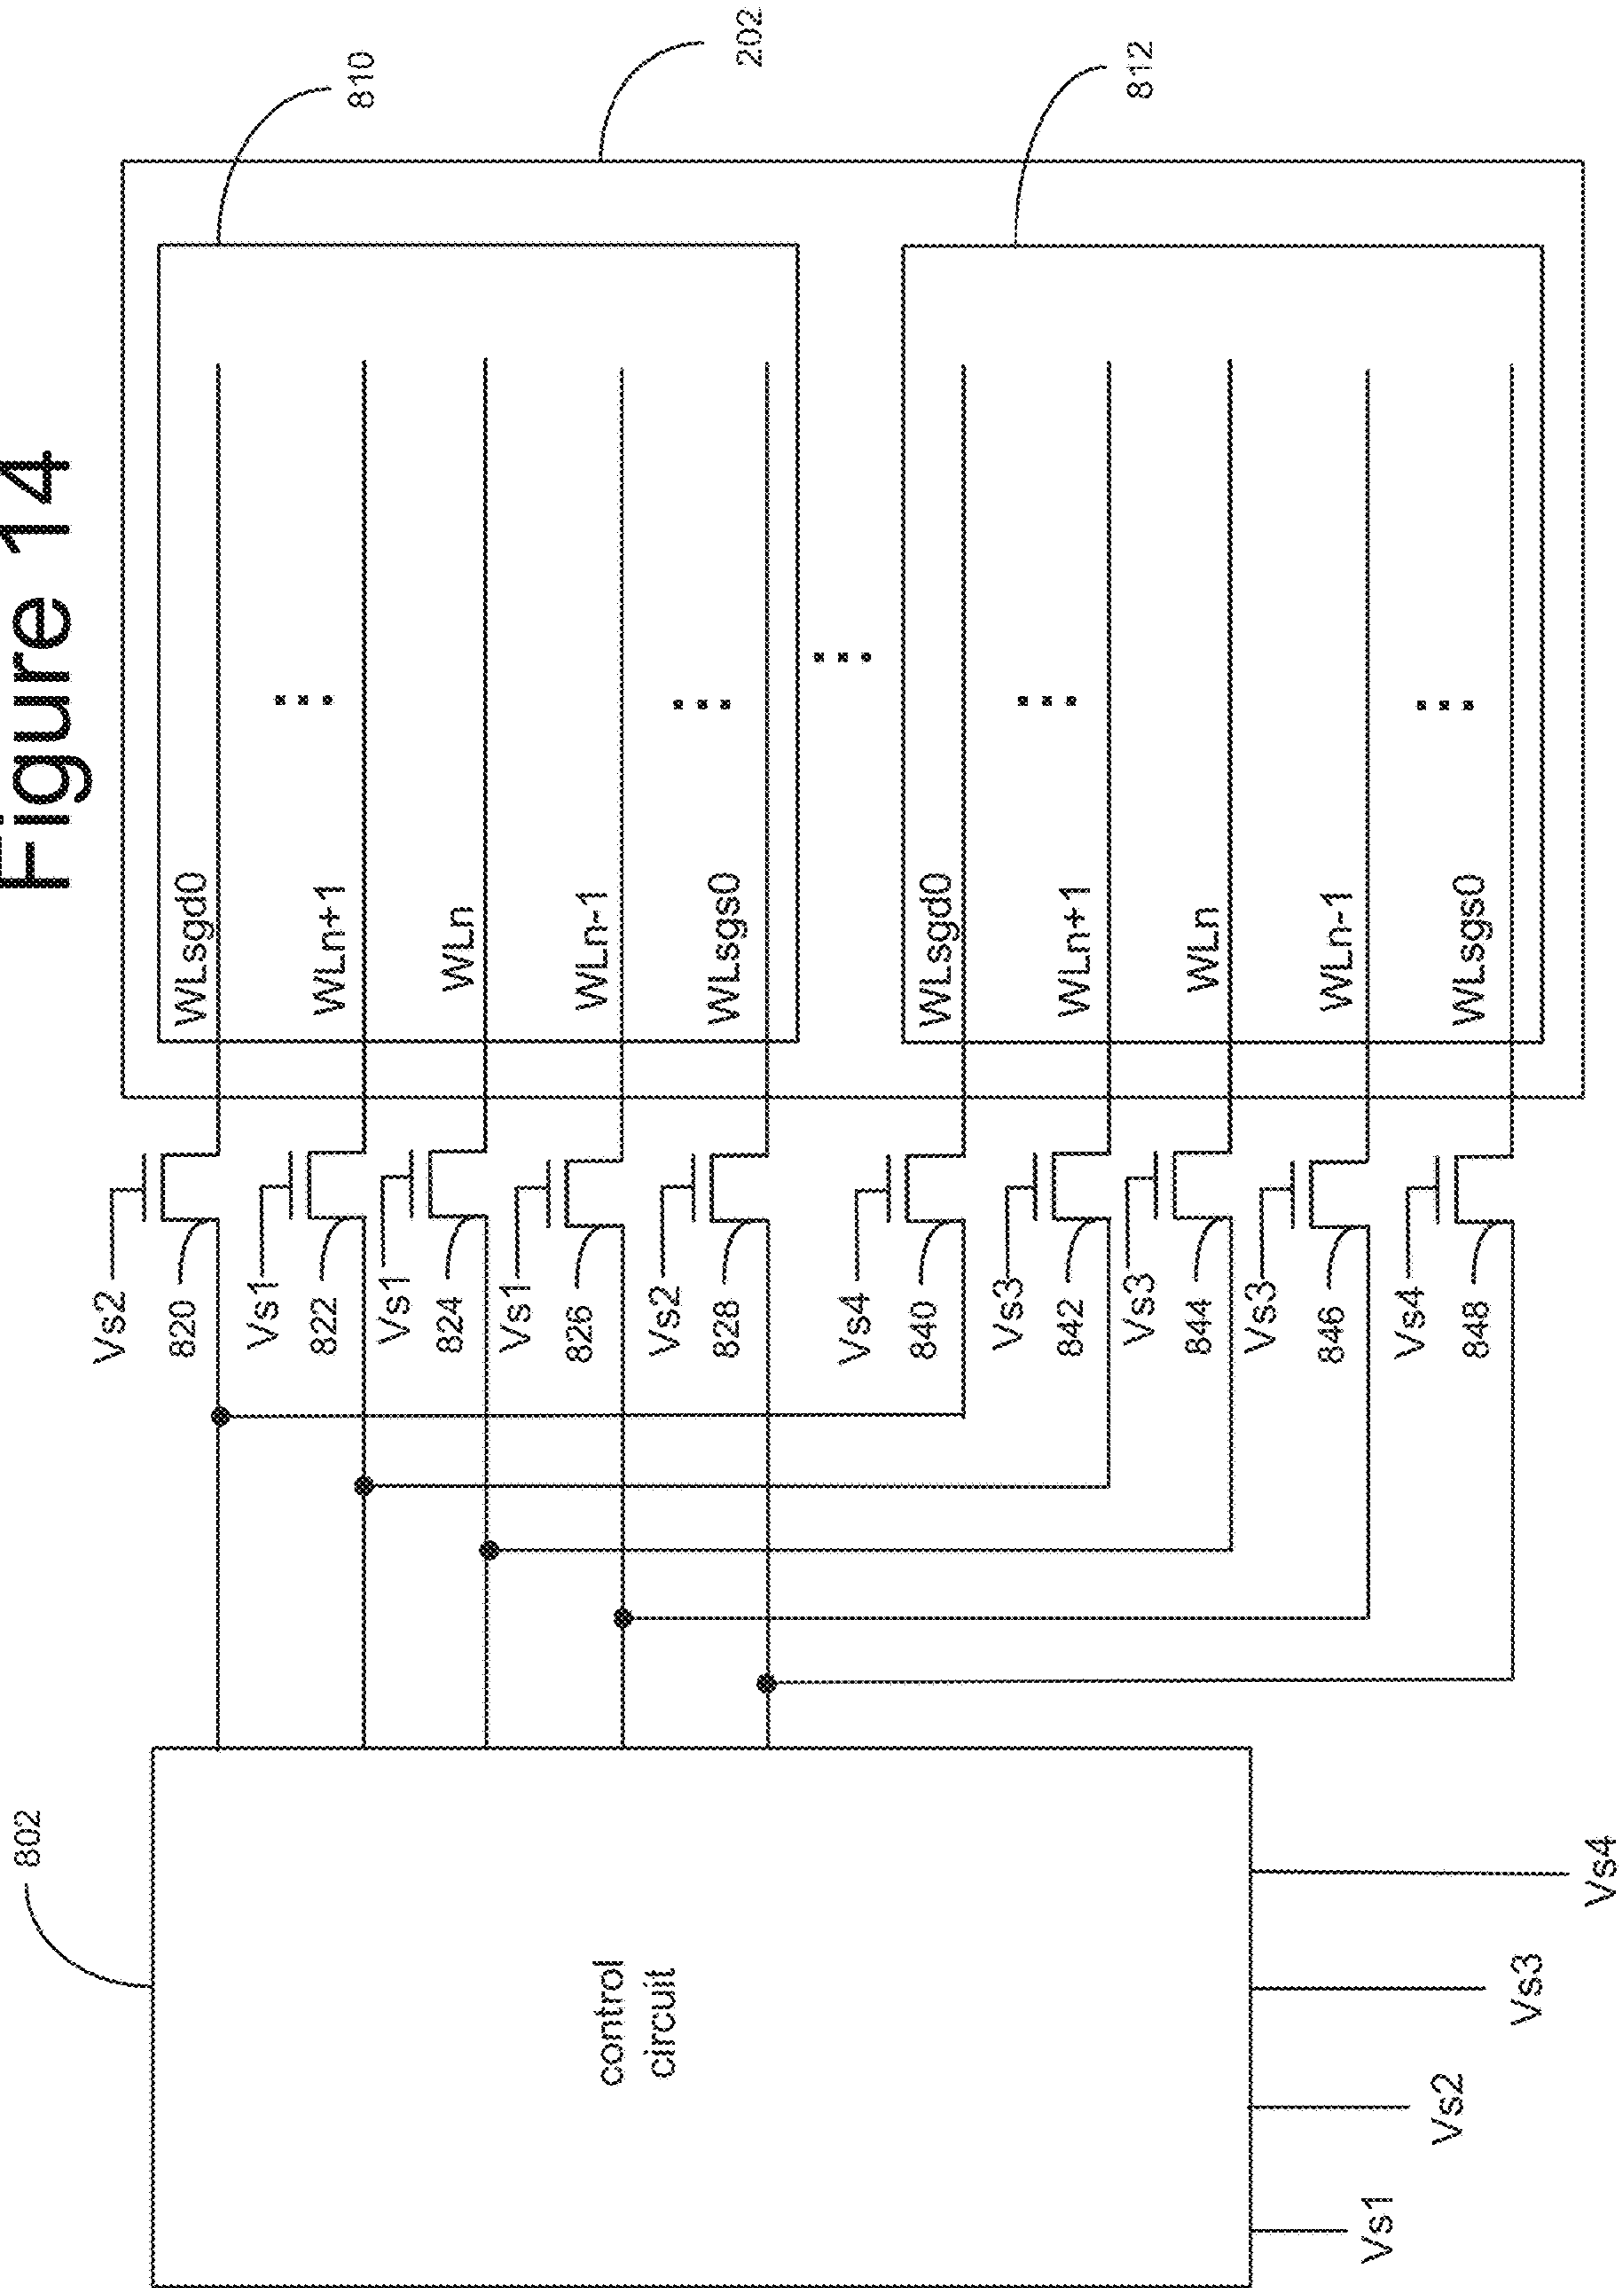 Figure 14
802
control
circuit
Vs1
Vs2
Vs3
Vs4
Vs2
820
Vs1
822
Vs1
824
Vs1
826
Vs2
828
Vs4
840
Vs3
842
Vs3
844
Vs3
846
Vs4
848
WLsgd0
WLn+1
WLn
WLn-1
WLsgs0
WLsgd0
WLn+1
WLn
WLn-1
WLsgs0
810
202
812